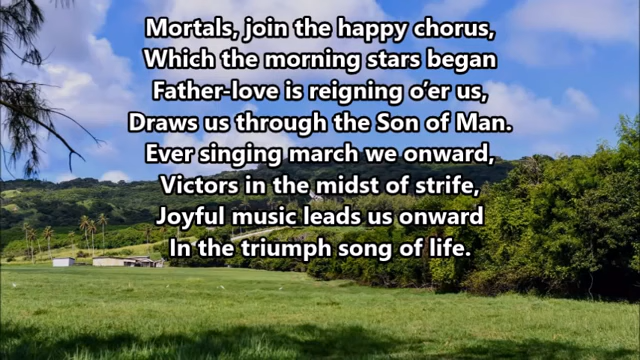 Mortals, join the happy chorus,
Which the morning stars began
Father-love is reigning o’er us,
Draws us through the Son of Man.
Ever singing march we onward,
Victors in the midst of strife,
Joyful music leads us onward
In the triumph song of life.